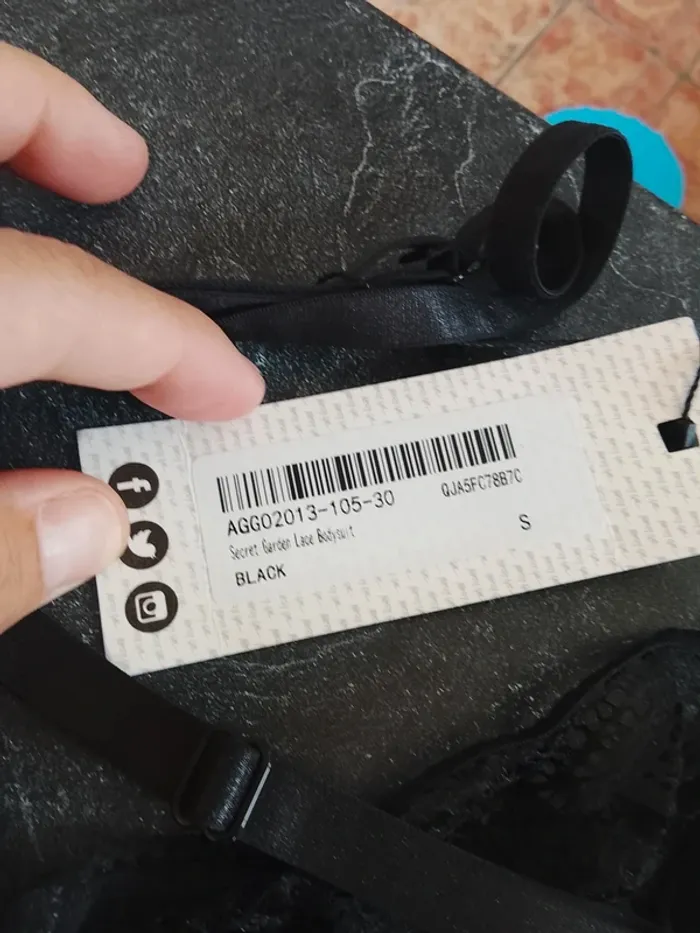 AGG02013-105-30
QJA5FC78B7C
Secret Garden Lace Bodysuit
S
BLACK